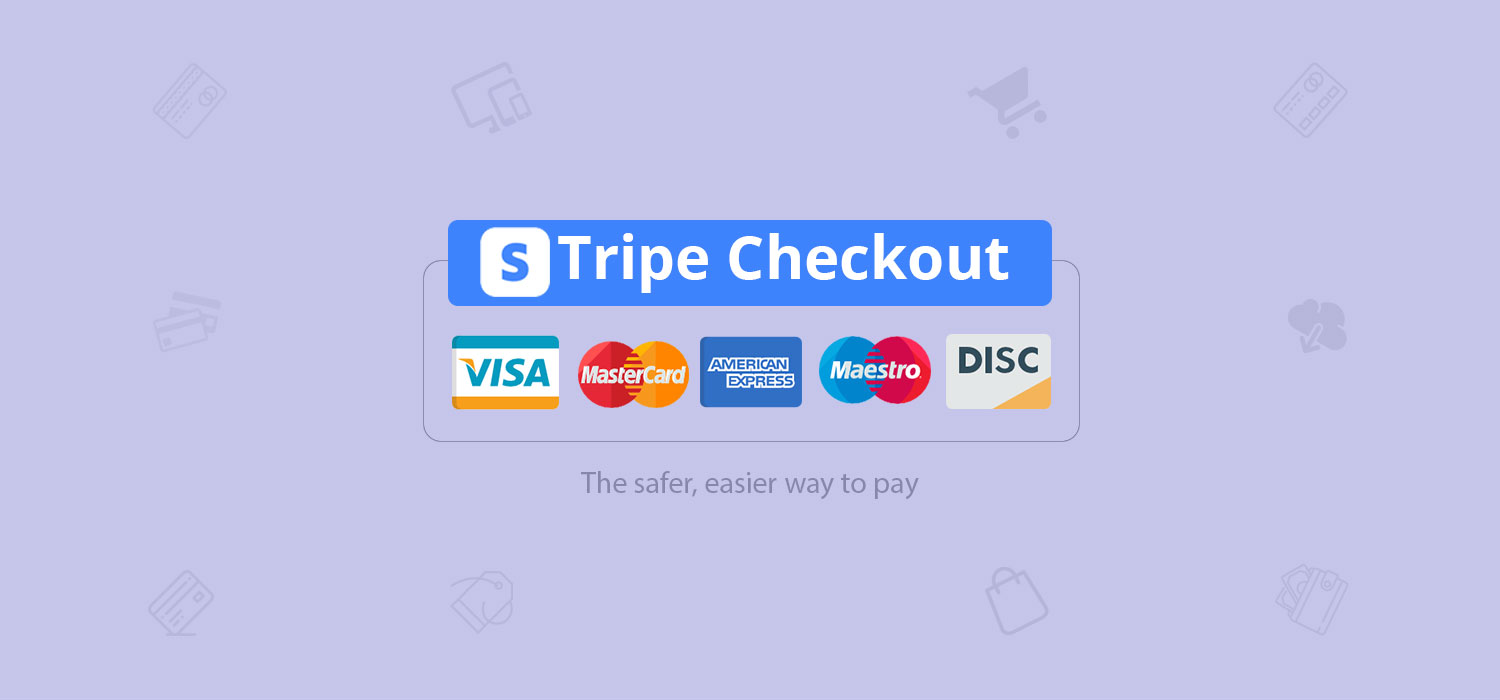 S Tripe Checkout
VISA
MasterCard
AMERICAN
EXPRESS
Maestro
DISC
The safer, easier way to pay